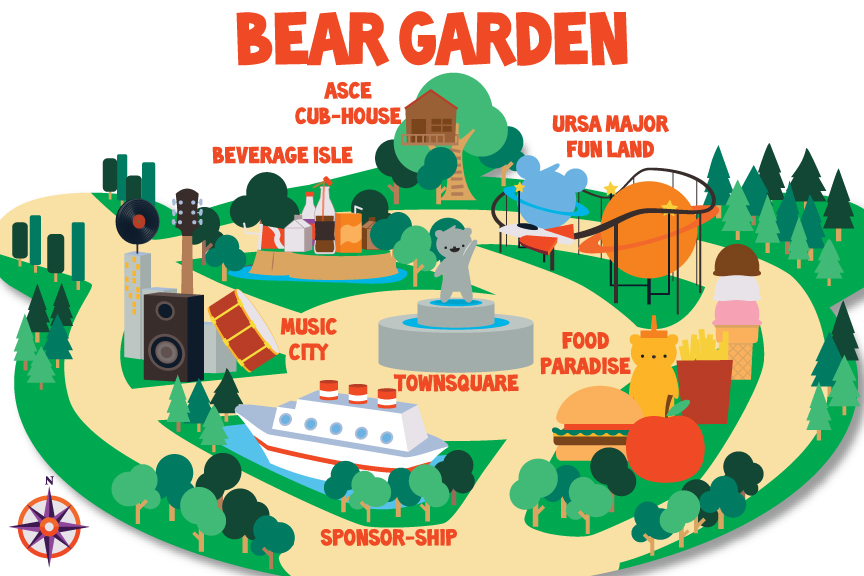 BEAR GARDEN
ASCE
CUB-HOUSE
URSA MAJOR
FUN LAND
BEVERAGE ISLE
MUSIC
CITY
FOOD
PARADISE
TOWNSQUARE
N
SPONSOR-SHIP